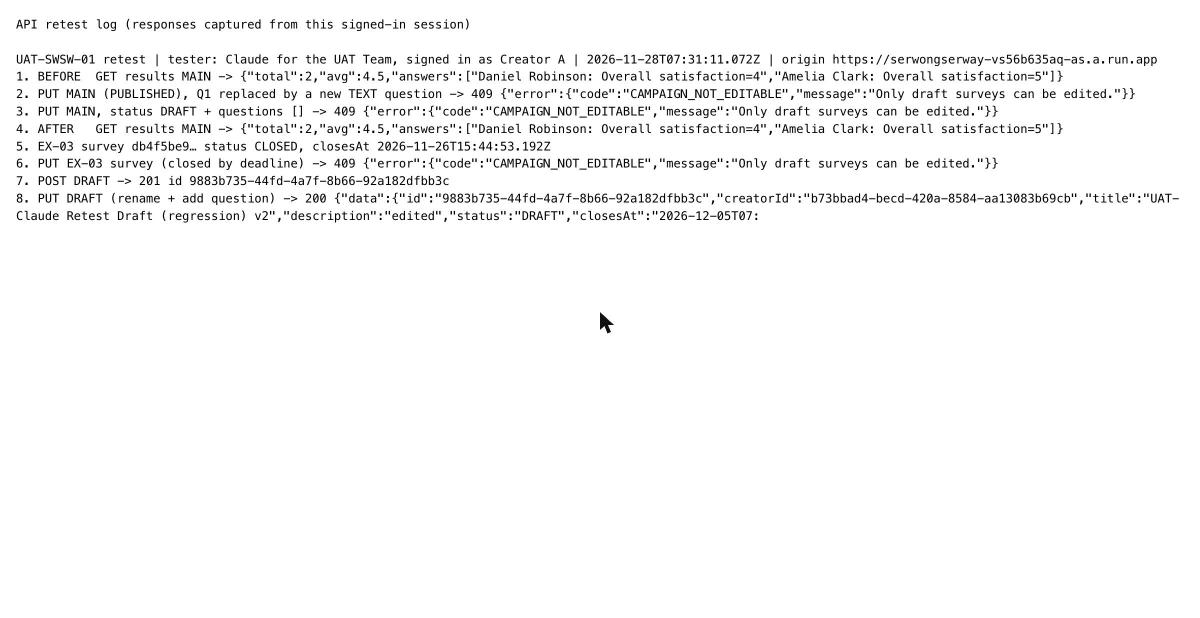 API retest log (responses captured from this signed-in session)
UAT-SWSW-01 retest | tester: Claude for the UAT Team, signed in as Creator A | 2026-11-28T07:31:11.072Z | origin https://serwongserway-vs56b635aq-as.a.run.app
1. BEFORE  GET results MAIN -> {"total":2,"avg":4.5,"answers":["Daniel Robinson: Overall satisfaction=4","Amelia Clark: Overall satisfaction=5"]}
2. PUT MAIN (PUBLISHED), Q1 replaced by a new TEXT question -> 409 {"error":{"code":"CAMPAIGN_NOT_EDITABLE","message":"Only draft surveys can be edited."}}
3. PUT MAIN, status DRAFT + questions [] -> 409 {"error":{"code":"CAMPAIGN_NOT_EDITABLE","message":"Only draft surveys can be edited."}}
4. AFTER   GET results MAIN -> {"total":2,"avg":4.5,"answers":["Daniel Robinson: Overall satisfaction=4","Amelia Clark: Overall satisfaction=5"]}
5. EX-03 survey db4f5be9… status CLOSED, closesAt 2026-11-26T15:44:53.192Z
6. PUT EX-03 survey (closed by deadline) -> 409 {"error":{"code":"CAMPAIGN_NOT_EDITABLE","message":"Only draft surveys can be edited."}}
7. POST DRAFT -> 201 id 9883b735-44fd-4a7f-8b66-92a182dfbb3c
8. PUT DRAFT (rename + add question) -> 200 {"data":{"id":"9883b735-44fd-4a7f-8b66-92a182dfbb3c","creatorId":"b73bbad4-becd-420a-8584-aa13083b69cb","title":"UAT-
Claude Retest Draft (regression) v2","description":"edited","status":"DRAFT","closesAt":"2026-12-05T07: